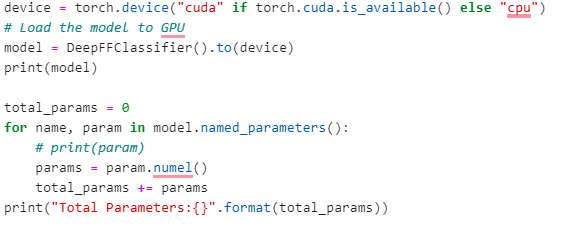 device = torch.device("cuda" if torch.cuda.is_available() else "cpu")
# Load the model to GPU
model = DeepFFClassifier().to(device)
print(model)
total_params = 0
for name, param in model.named_parameters():
    # print(param)
    params = param.numel()
    total_params += params
print("Total Parameters:{}".format(total_params))